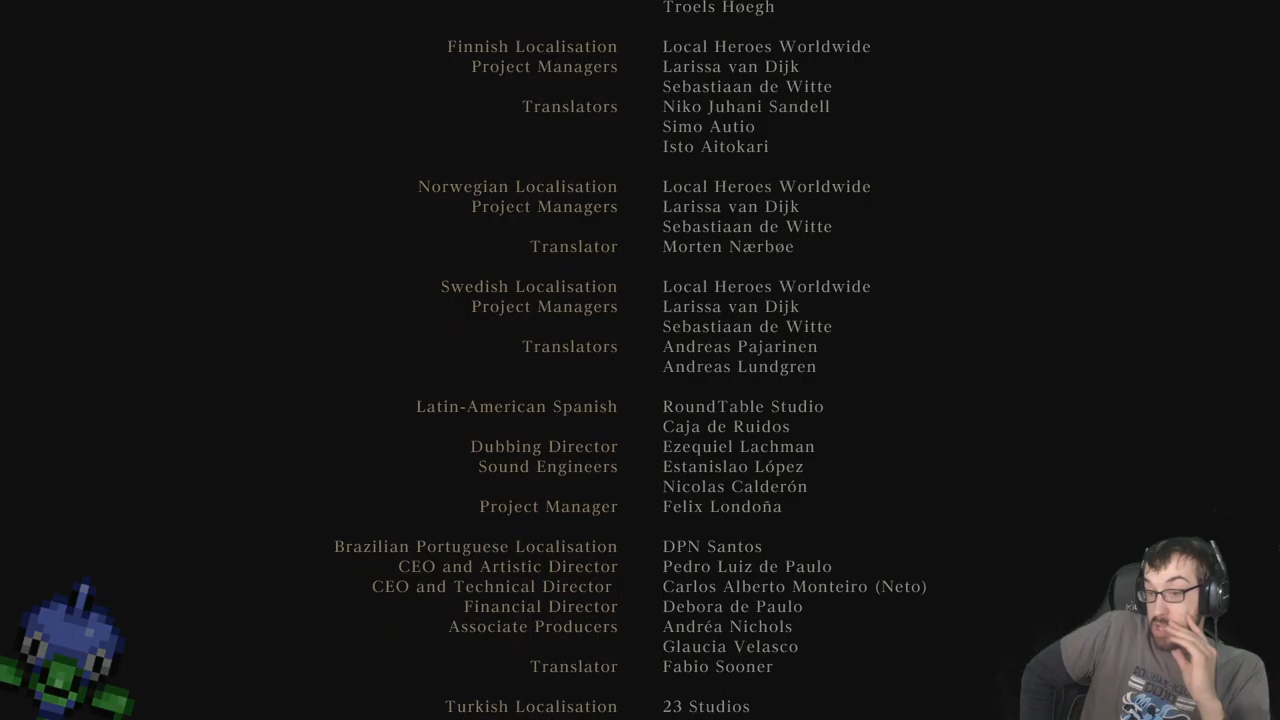 Troels Høegh
Finnish Localisation Local Heroes Worldwide
Project Managers Larissa van Dijk
Sebastiaan de Witte
Translators Niko Juhani Sandell
Simo Autio
Isto Aitokari
Norwegian Localisation Local Heroes Worldwide
Project Managers Larissa van Dijk
Sebastiaan de Witte
Translator Morten Nærbøe
Swedish Localisation Local Heroes Worldwide
Project Managers Larissa van Dijk
Sebastiaan de Witte
Translators Andreas Pajarinen
Andreas Lundgren
Latin-American Spanish RoundTable Studio
Caja de Ruidos
Dubbing Director Ezequiel Lachman
Sound Engineers Estanislao López
Nicolas Calderón
Project Manager Felix Londoña
Brazilian Portuguese Localisation DPN Santos
CEO and Artistic Director Pedro Luiz de Paulo
CEO and Technical Director Carlos Alberto Monteiro (Neto)
Financial Director Debora de Paulo
Associate Producers Andréa Nichols
Glaucia Velasco
Translator Fabio Sooner
Turkish Localisation 23 Studios